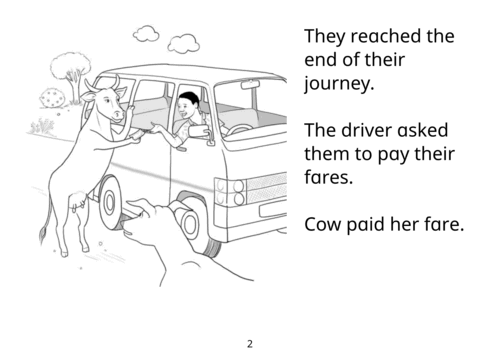 They reached the
end of their
journey.
The driver asked
them to pay their
fares.
Cow paid her fare.
2